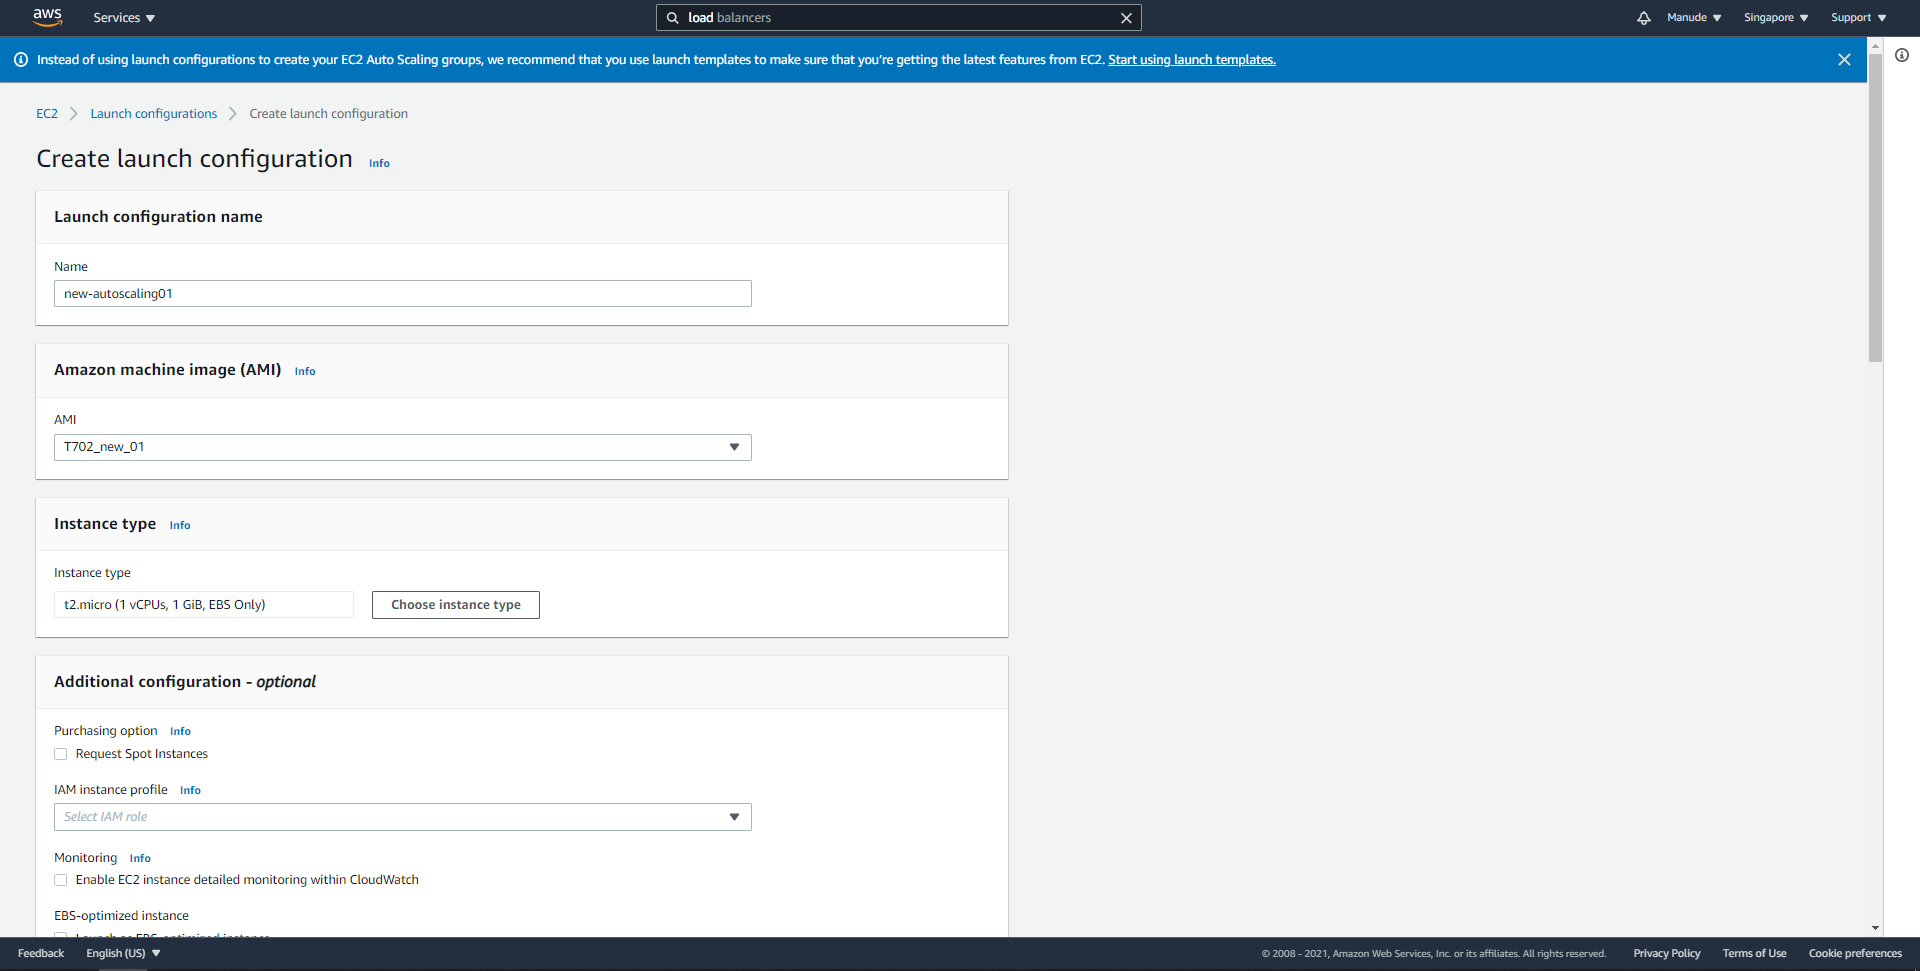 aws
Services
load balancers
Manude
Singapore
Support
Instead of using launch configurations to create your EC2 Auto Scaling groups, we recommend that you use launch templates to make sure that you're getting the latest features from EC2. Start using launch templates.
EC2 Launch configurations Create launch configuration
Create launch configuration Info
Launch configuration name
Name
new-autoscaling01
Amazon machine image (AMI) Info
AMI
T702_new_01
Instance type Info
Instance type
t2.micro (1 vCPUs, 1 GiB, EBS Only)
Choose instance type
Additional configuration - optional
Purchasing option Info
Request Spot Instances
IAM instance profile Info
Select IAM role
Monitoring Info
Enable EC2 instance detailed monitoring within CloudWatch
EBS-optimized instance
Launch as EBS-optimized instance
Feedback
English (US)
© 2008 - 2021, Amazon Web Services, Inc. or its affiliates. All rights reserved.
Privacy Policy
Terms of Use
Cookie preferences